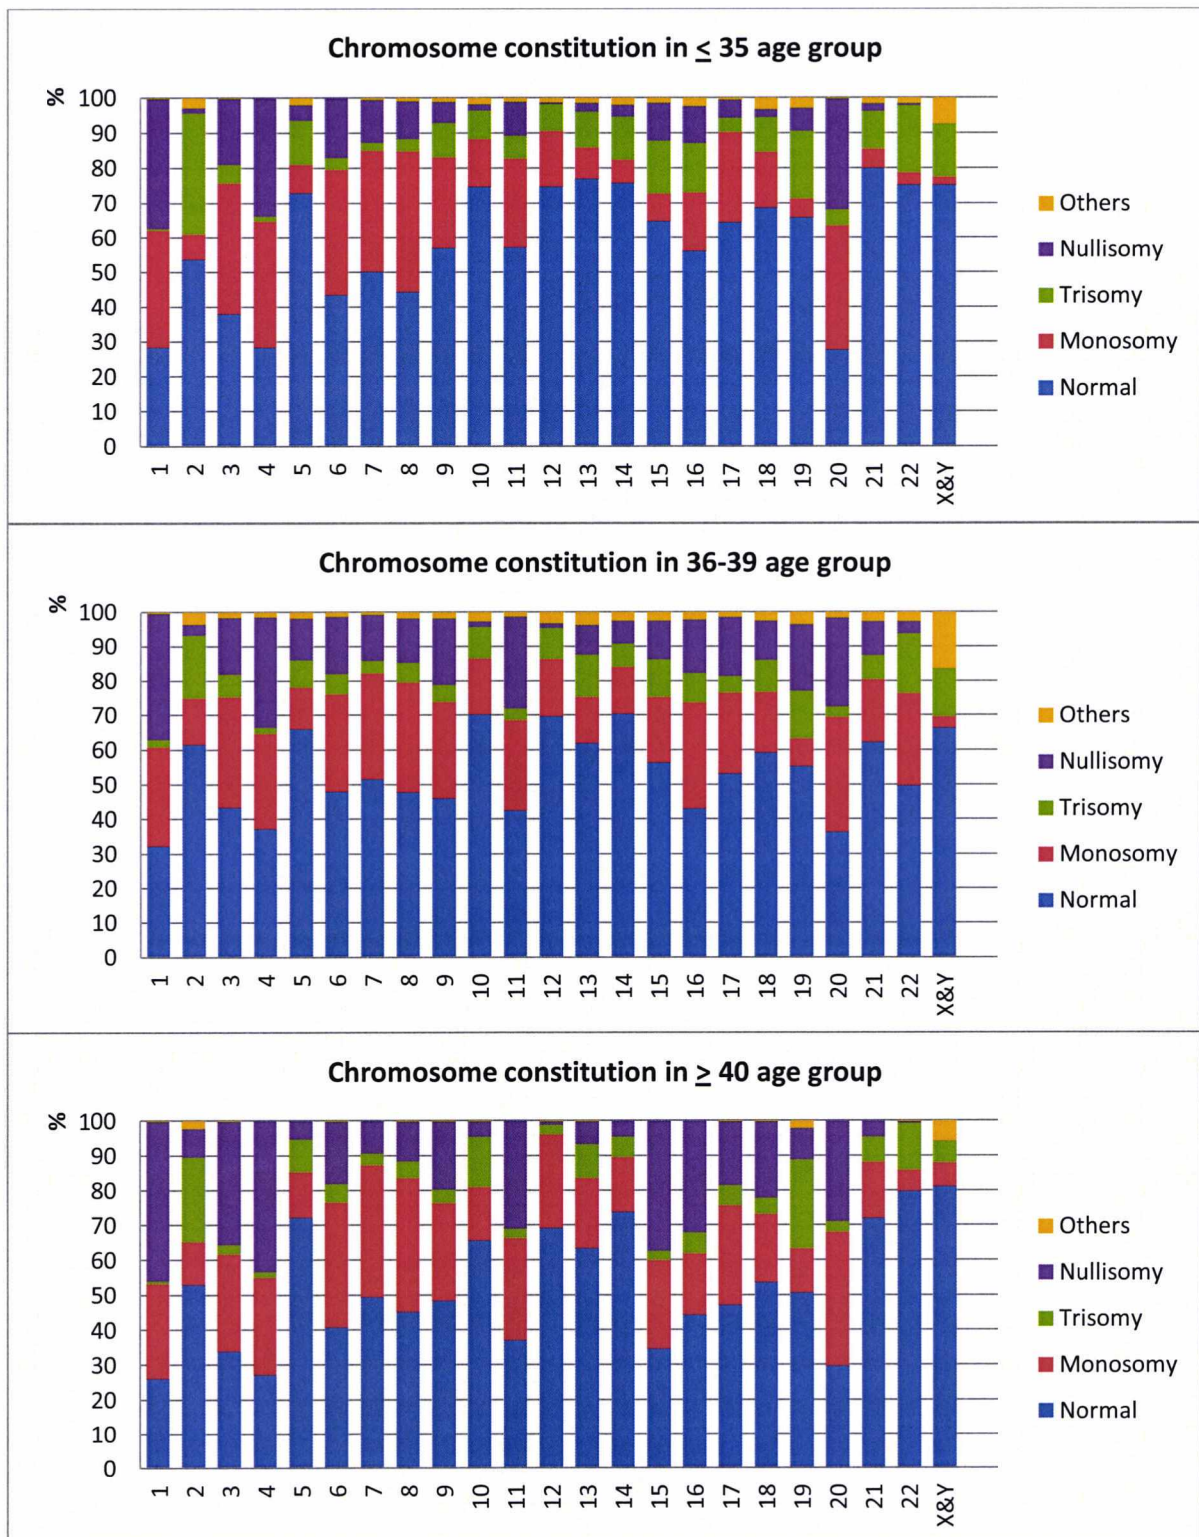 Chromosome constitution in ≤ 35 age group
%
100
90
80
70
60
50
40
30
20
10
0
1 2 3 4 5 6 7 8 9 10 11 12 13 14 15 16 17 18 19 20 21 22 X&Y
Others
Nullisomy
Trisomy
Monosomy
Normal
Chromosome constitution in 36-39 age group
%
100
90
80
70
60
50
40
30
20
10
0
1 2 3 4 5 6 7 8 9 10 11 12 13 14 15 16 17 18 19 20 21 22 X&Y
Others
Nullisomy
Trisomy
Monosomy
Normal
Chromosome constitution in ≥ 40 age group
%
100
90
80
70
60
50
40
30
20
10
0
1 2 3 4 5 6 7 8 9 10 11 12 13 14 15 16 17 18 19 20 21 22 X&Y
Others
Nullisomy
Trisomy
Monosomy
Normal